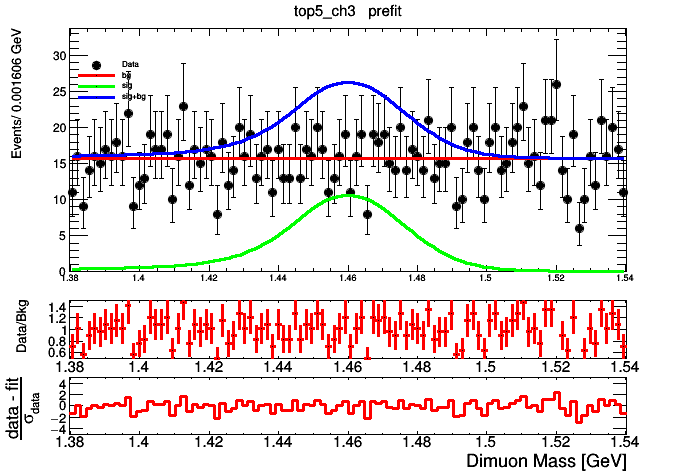 top5_ch3 prefit
Events/ 0.001606 GeV
Data
bg
sig
sig+bg
30
25
20
15
10
5
0
1.38 1.4 1.42 1.44 1.46 1.48 1.5 1.52 1.54
Data/Bkg
1.4
1.2
1
0.8
0.6
1.38 1.4 1.42 1.44 1.46 1.48 1.5 1.52 1.54
data - fit
σdata
4
2
0
−2
−4
1.38 1.4 1.42 1.44 1.46 1.48 1.5 1.52 1.54
Dimuon Mass [GeV]